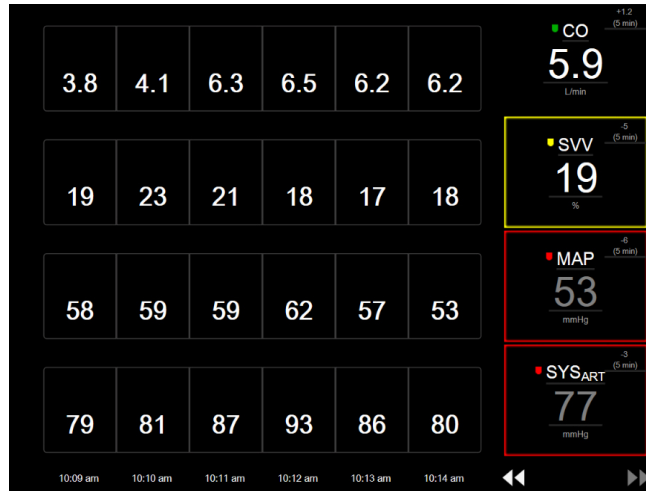 +1.2
CO (5 min)
3.8 4.1 6.3 6.5 6.2 6.2 5.9
L/min
-5
SVV (5 min)
19 23 21 18 17 18 19
%
-6
MAP (5 min)
58 59 59 62 57 53 53
mmHg
-3
SYSART (5 min)
79 81 87 93 86 80 77
mmHg
10:09 am 10:10 am 10:11 am 10:12 am 10:13 am 10:14 am